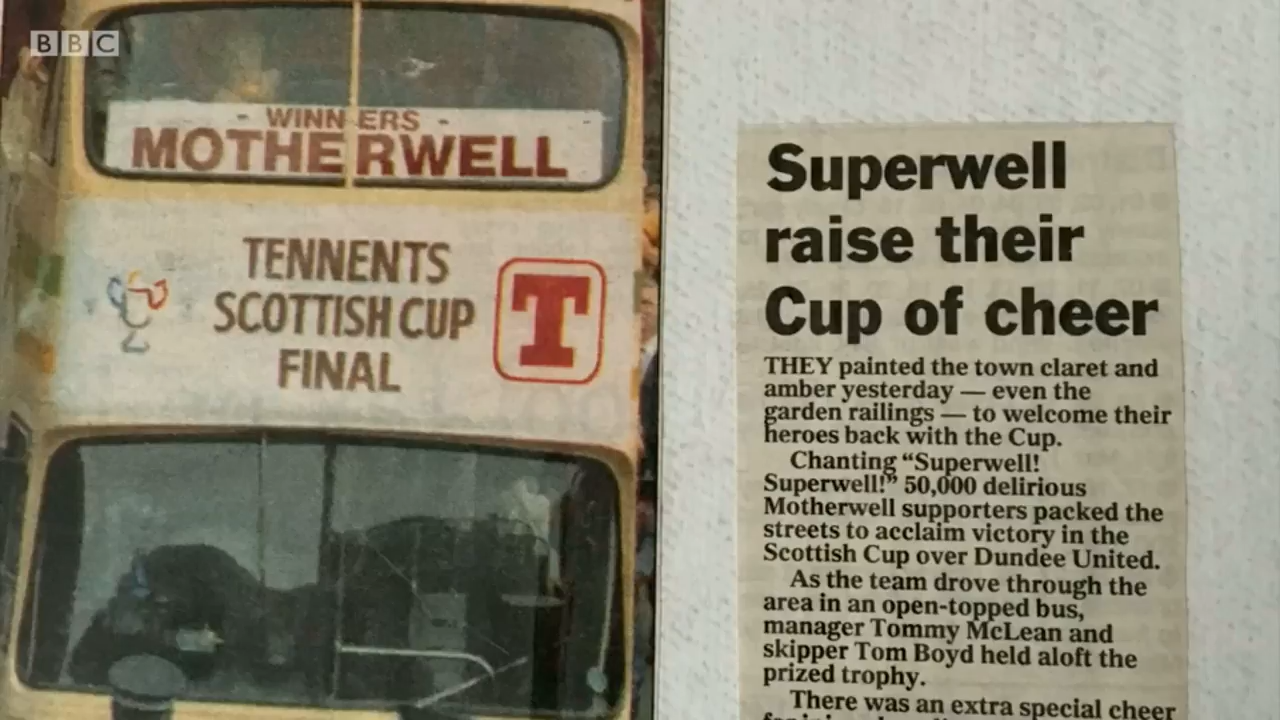 BBC
- WINNERS -
MOTHERWELL
TENNENTS
SCOTTISH CUP
FINAL
T
Superwell
raise their
Cup of cheer
THEY painted the town claret and
amber yesterday — even the
garden railings — to welcome their
heroes back with the Cup.
Chanting “Superwell!
Superwell!” 50,000 delirious
Motherwell supporters packed the
streets to acclaim victory in the
Scottish Cup over Dundee United.
As the team drove through the
area in an open-topped bus,
manager Tommy McLean and
skipper Tom Boyd held aloft the
prized trophy.
There was an extra special cheer